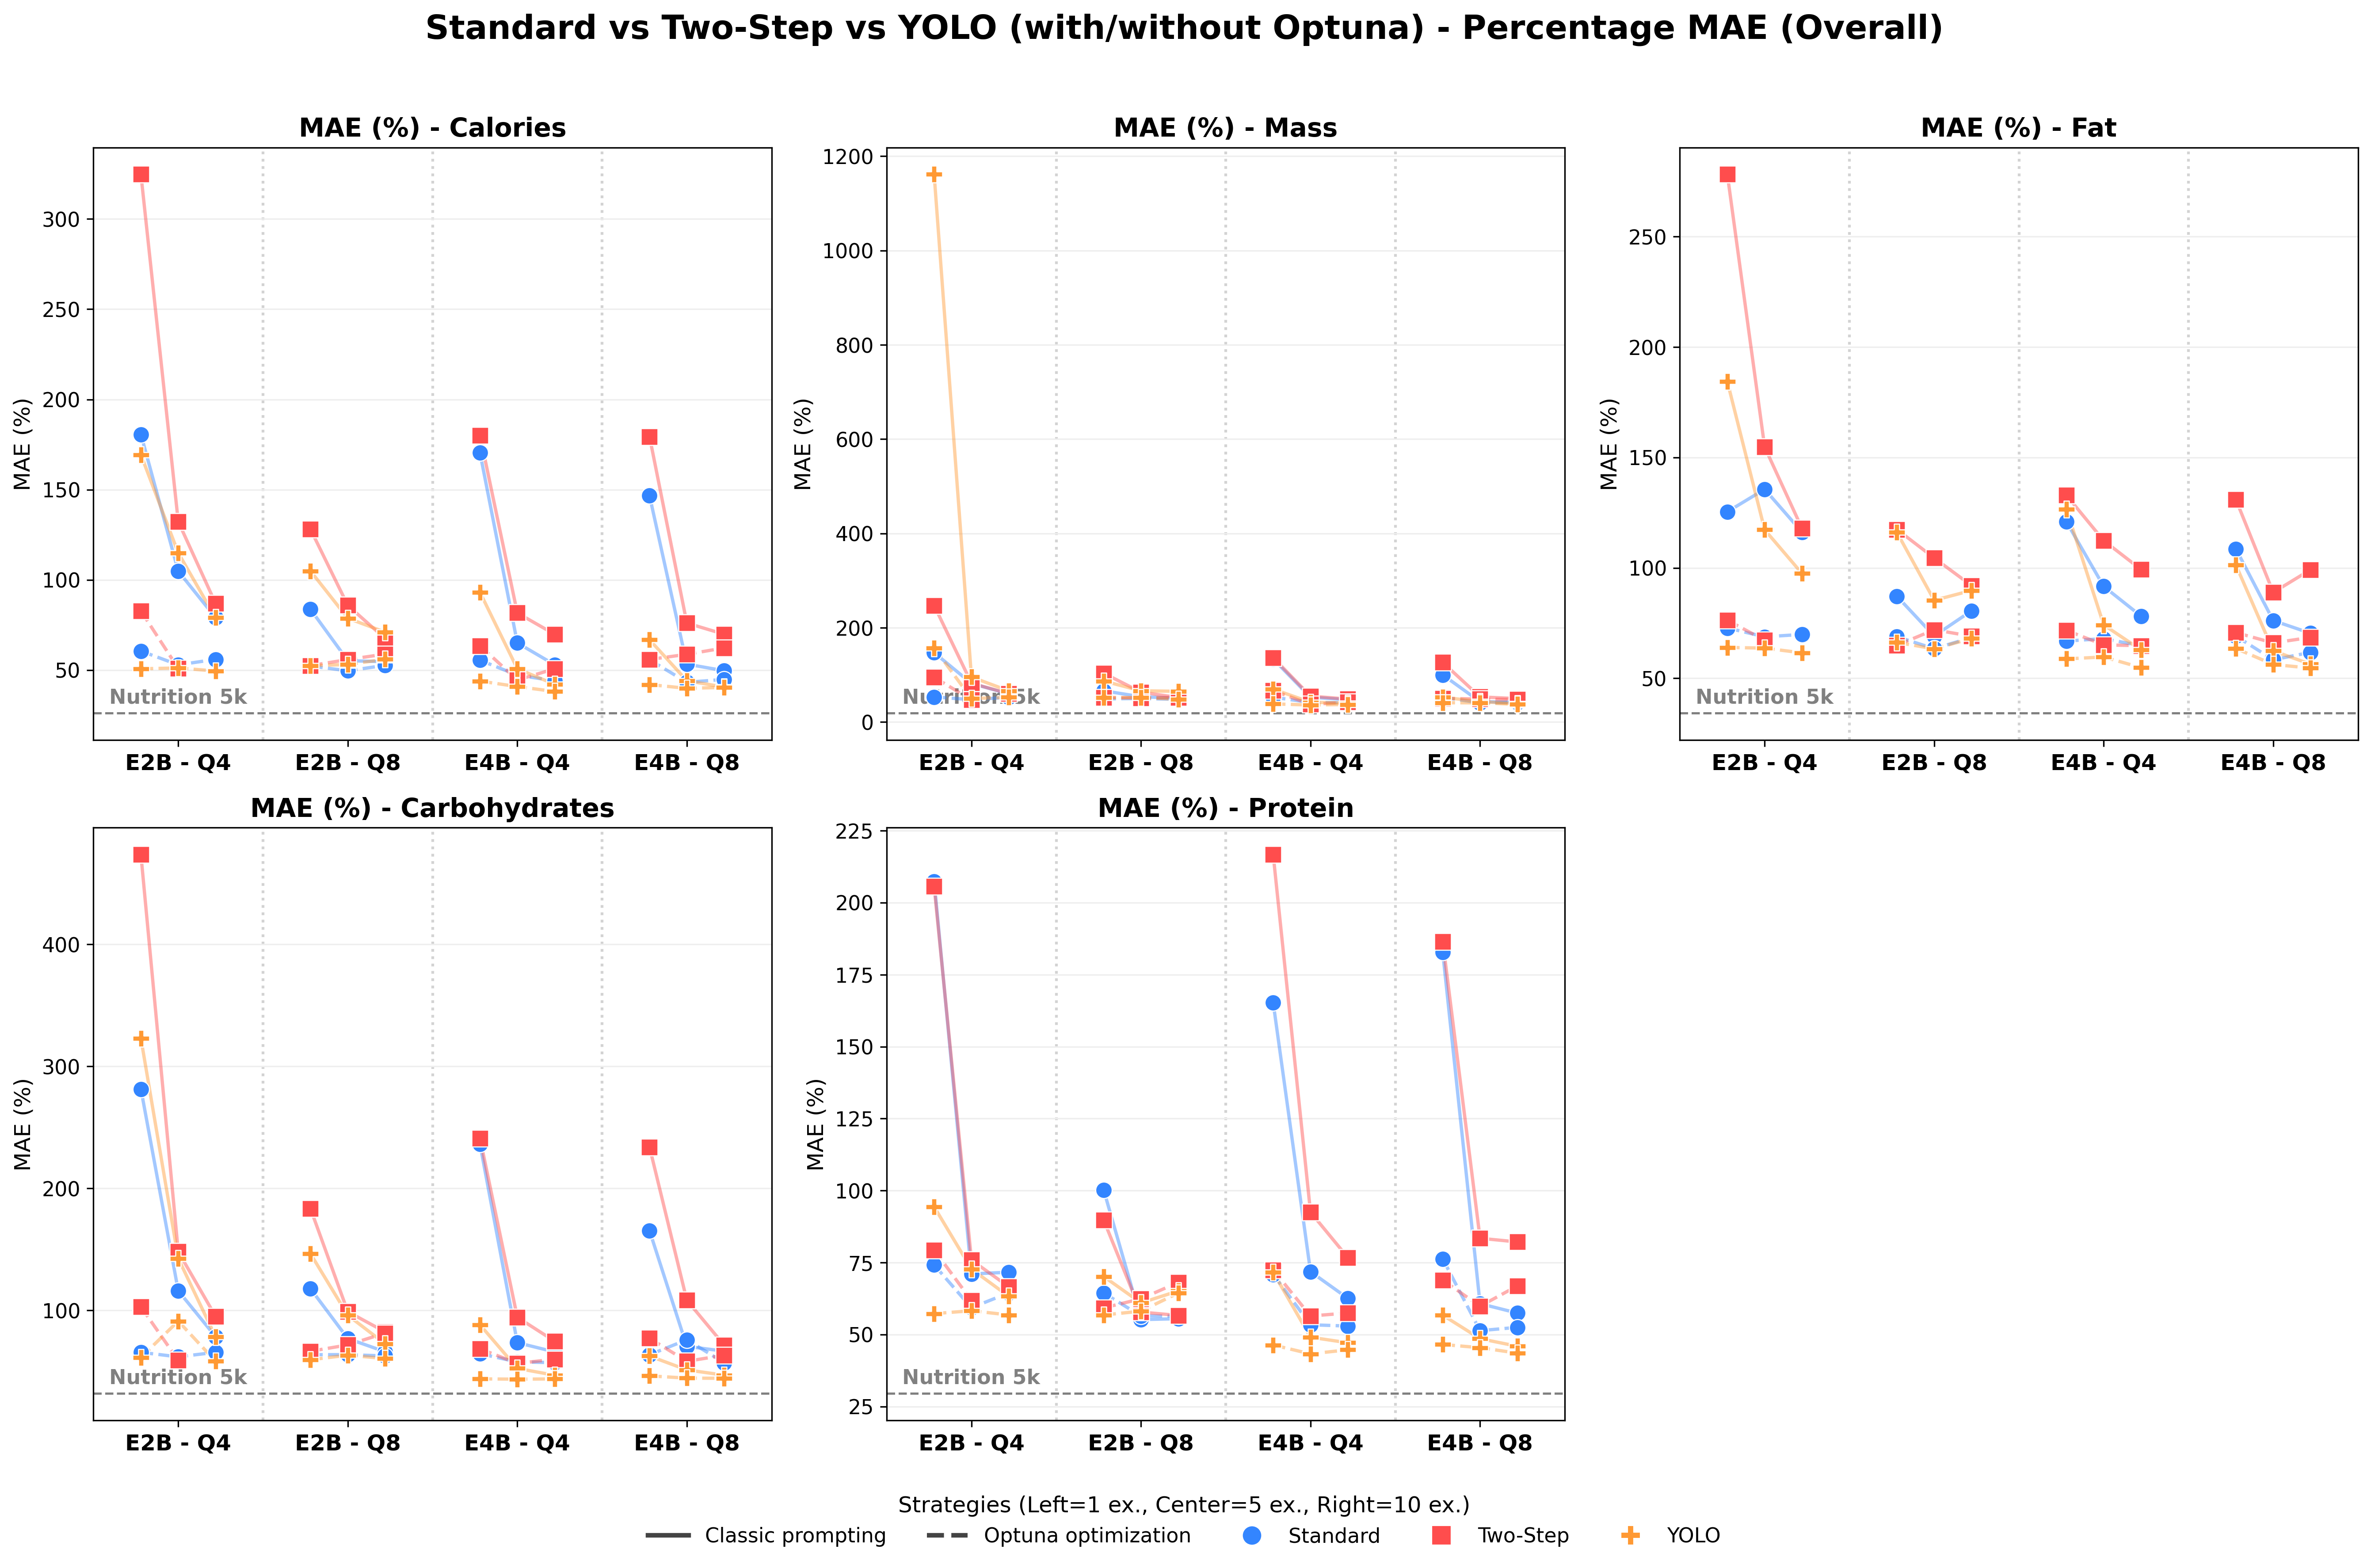 Standard vs Two-Step vs YOLO (with/without Optuna) - Percentage MAE (Overall)
MAE (%) - Calories
MAE (%)
300
250
200
150
100
50
Nutrition 5k
E2B - Q4
E2B - Q8
E4B - Q4
E4B - Q8
MAE (%) - Mass
MAE (%)
1200
1000
800
600
400
200
0
Nutrition 5k
E2B - Q4
E2B - Q8
E4B - Q4
E4B - Q8
MAE (%) - Fat
MAE (%)
250
200
150
100
50
Nutrition 5k
E2B - Q4
E2B - Q8
E4B - Q4
E4B - Q8
MAE (%) - Carbohydrates
MAE (%)
400
300
200
100
Nutrition 5k
E2B - Q4
E2B - Q8
E4B - Q4
E4B - Q8
MAE (%) - Protein
MAE (%)
225
200
175
150
125
100
75
50
25
Nutrition 5k
E2B - Q4
E2B - Q8
E4B - Q4
E4B - Q8
Strategies (Left=1 ex., Center=5 ex., Right=10 ex.)
Classic prompting
Optuna optimization
Standard
Two-Step
YOLO